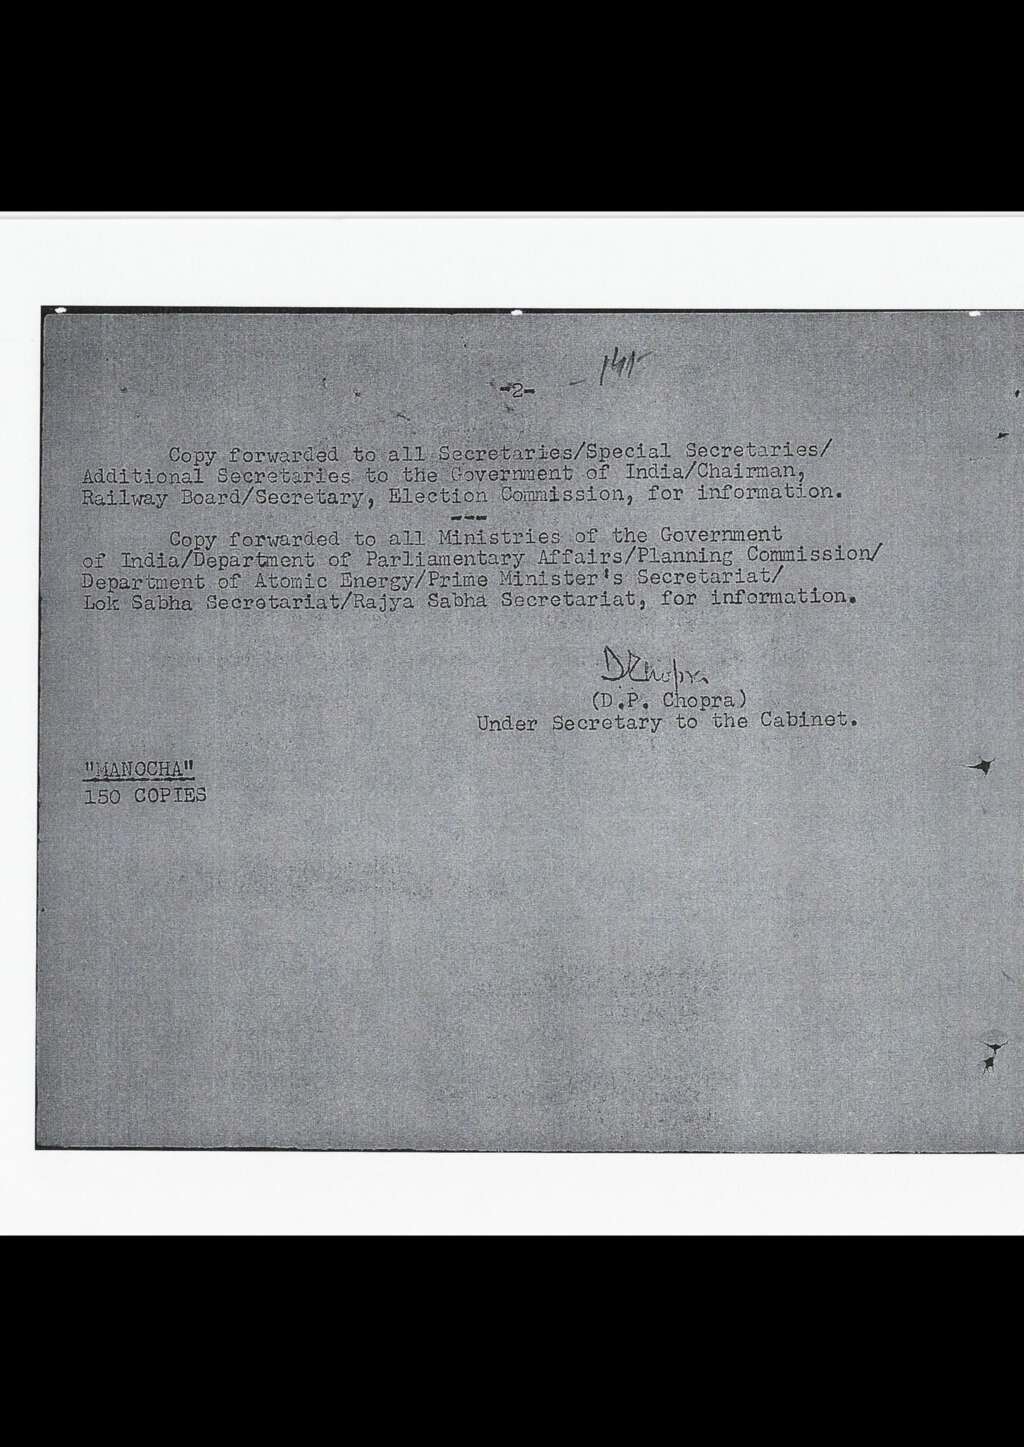 -2-
Copy forwarded to all Secretaries/Special Secretaries/
Additional Secretaries to the Government of India/Chairman,
Railway Board/Secretary, Election Commission, for information.
---
Copy forwarded to all Ministries of the Government
of India/Department of Parliamentary Affairs/Planning Commission/
Department of Atomic Energy/Prime Minister's Secretariat/
Lok Sabha Secretariat/Rajya Sabha Secretariat, for information.
DPChopra
(D.P. Chopra)
Under Secretary to the Cabinet.
"MANOCHA"
150 COPIES